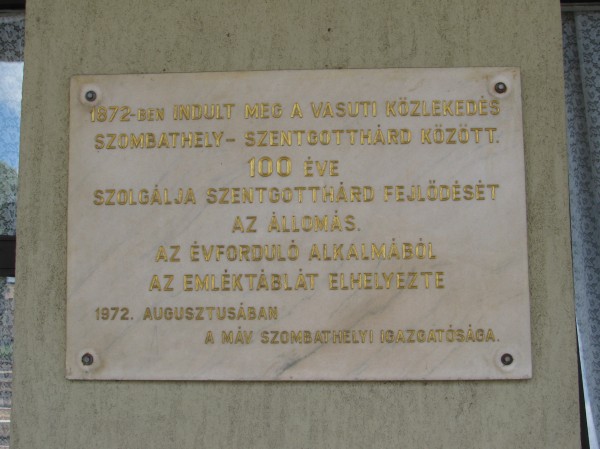 1872-BEN INDULT MEG A VASUTI KÖZLEKEDÉS
SZOMBATHELY – SZENTGOTTHÁRD KÖZÖTT.
100 ÉVE
SZOLGÁLJA SZENTGOTTHÁRD FEJLŐDÉSÉT
AZ ÁLLOMÁS.
AZ ÉVFORDULÓ ALKALMÁBÓL
AZ EMLÉKTÁBLÁT ELHELYEZTE
1972. AUGUSZTUSÁBAN
A MÁV SZOMBATHELYI IGAZGATÓSÁGA.